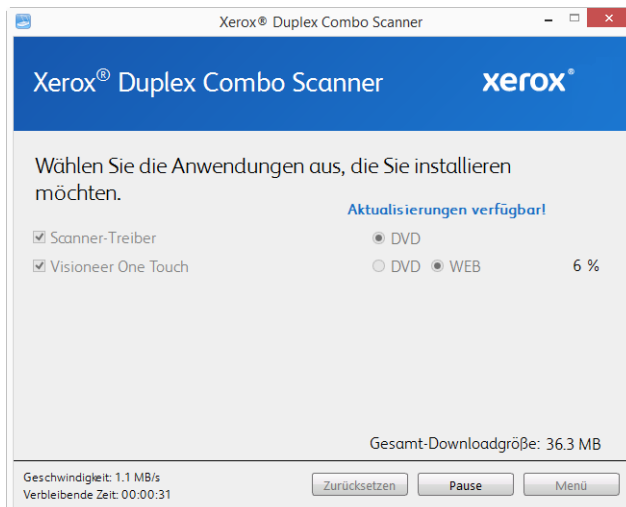 Xerox® Duplex Combo Scanner
Xerox® Duplex Combo Scanner
xerox®
Wählen Sie die Anwendungen aus, die Sie installieren
möchten.
Aktualisierungen verfügbar!
Scanner-Treiber DVD
Visioneer One Touch DVD WEB 6 %
Gesamt-Downloadgröße: 36.3 MB
Geschwindigkeit: 1.1 MB/s
Verbleibende Zeit: 00:00:31
Zurücksetzen Pause Menü